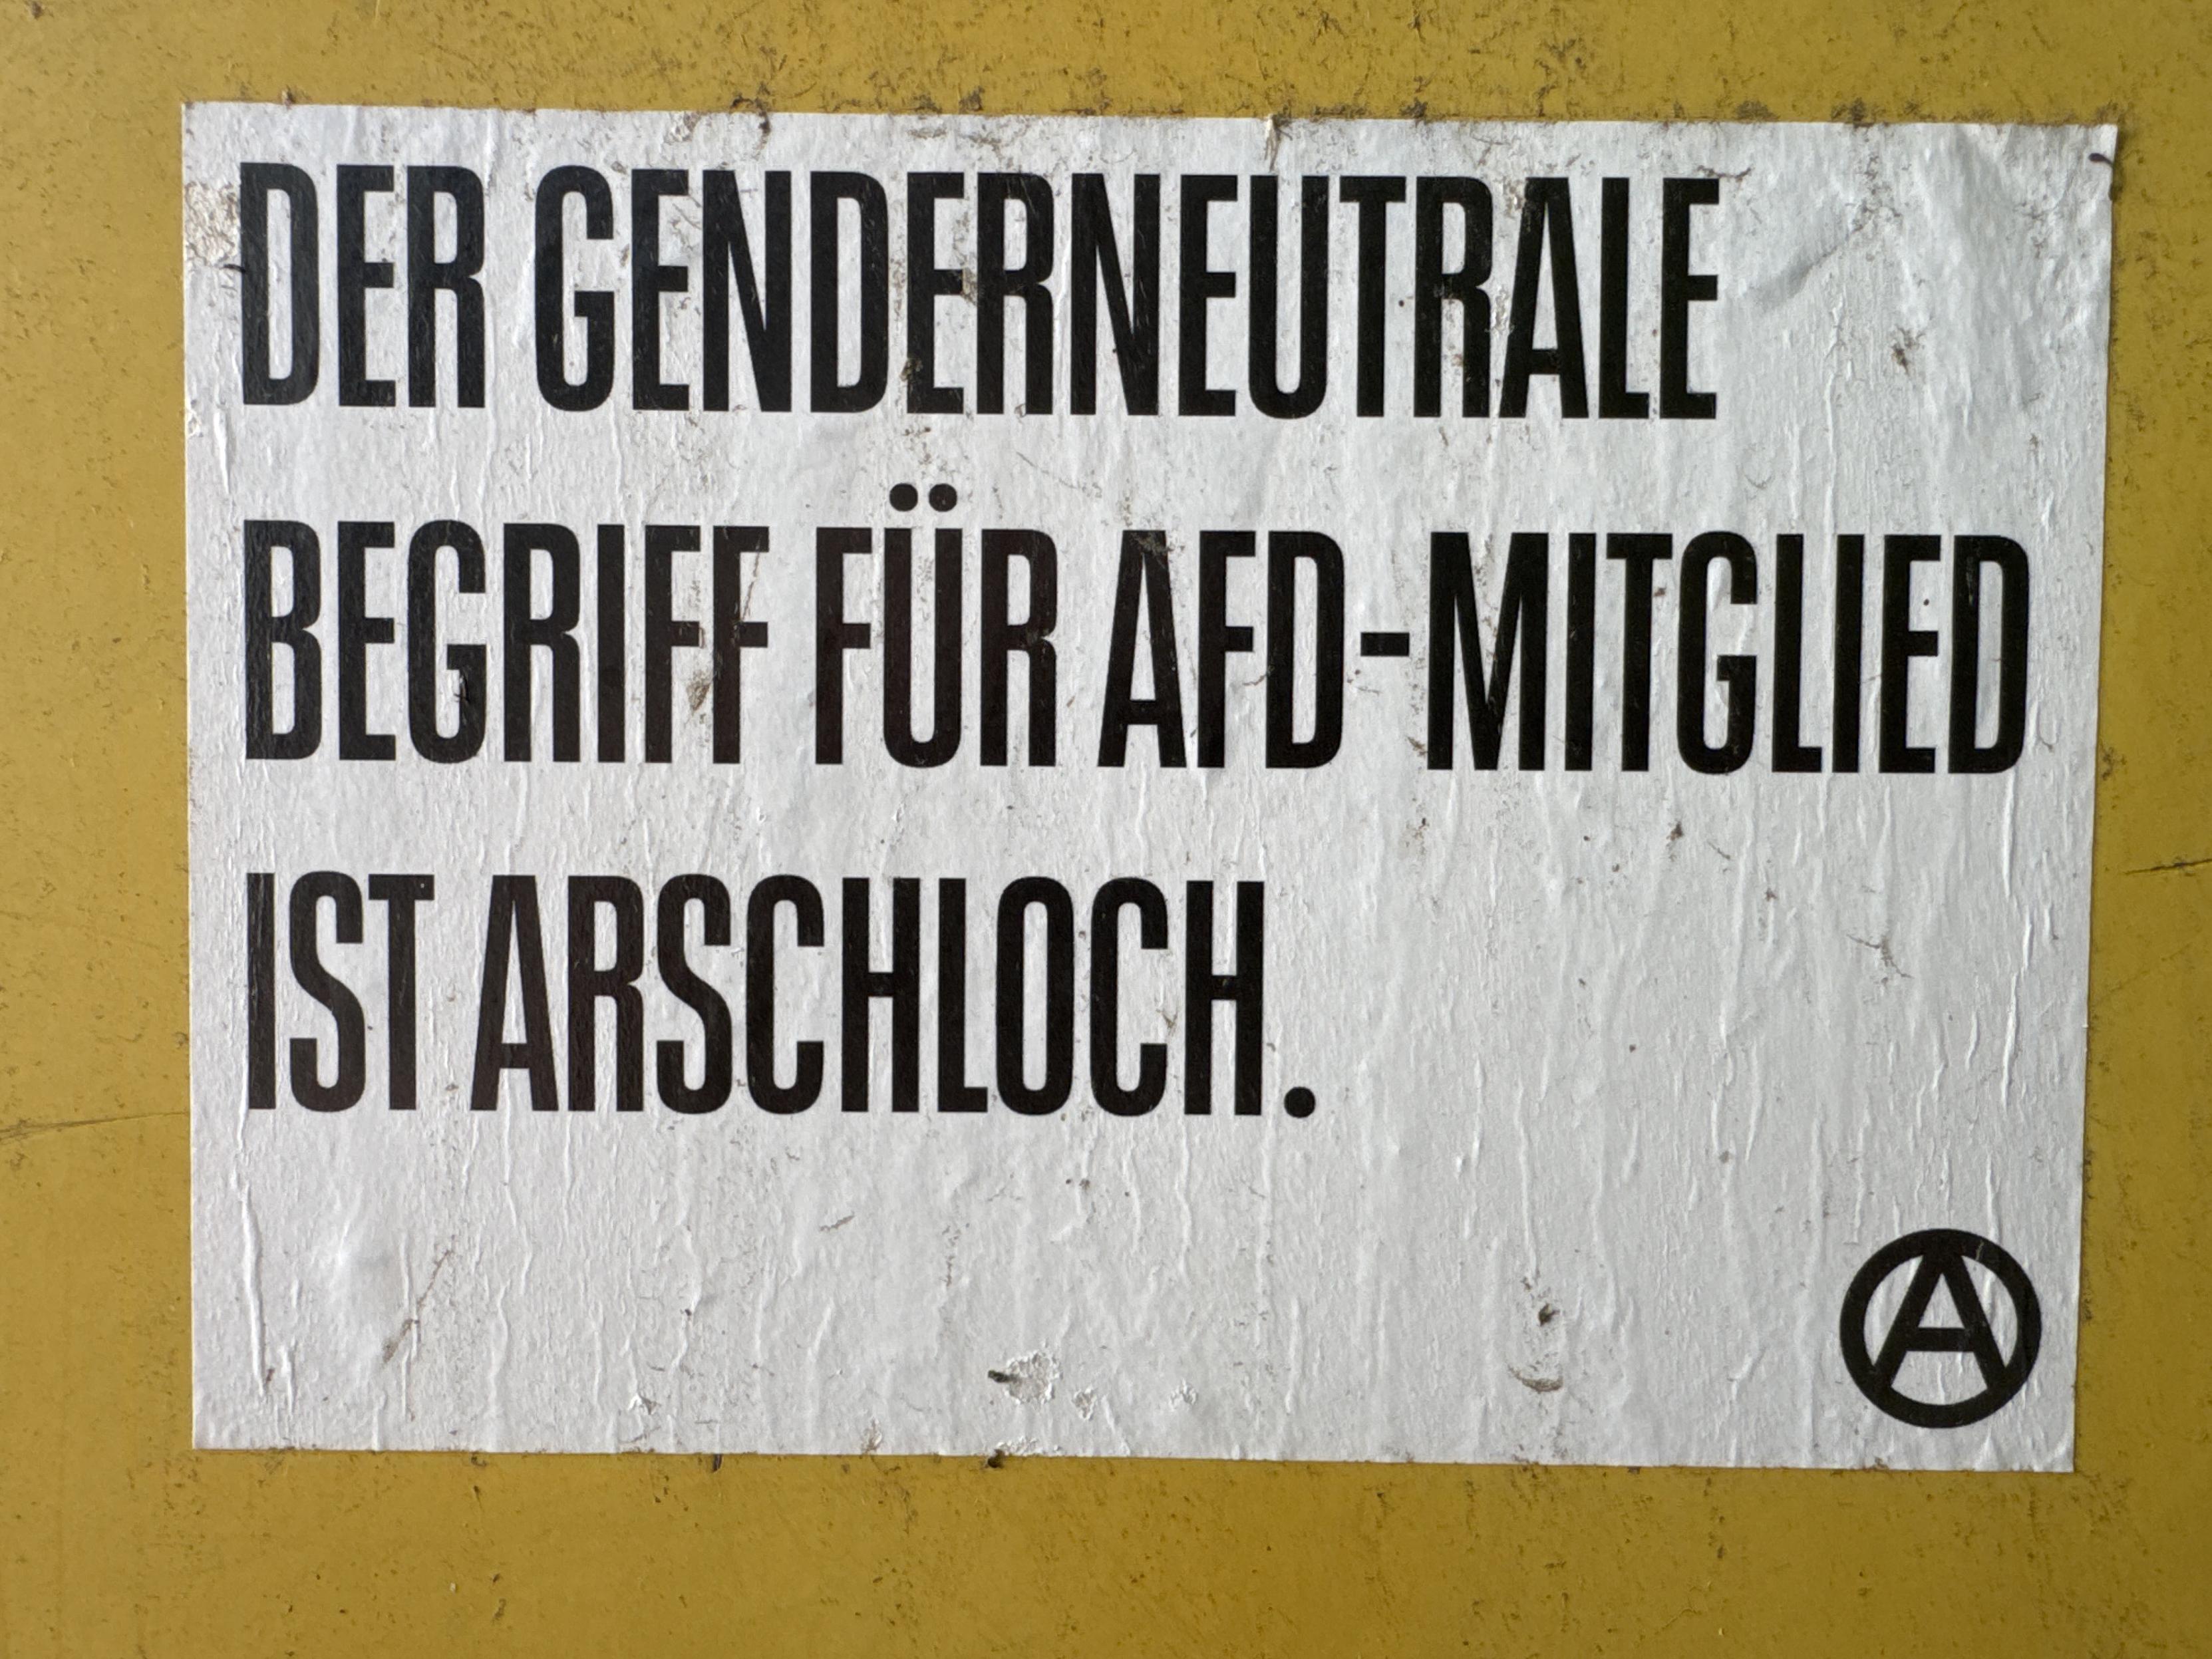 DER GENDERNEUTRALE
BEGRIFF FÜR AFD-MITGLIED
IST ARSCHLOCH.
A